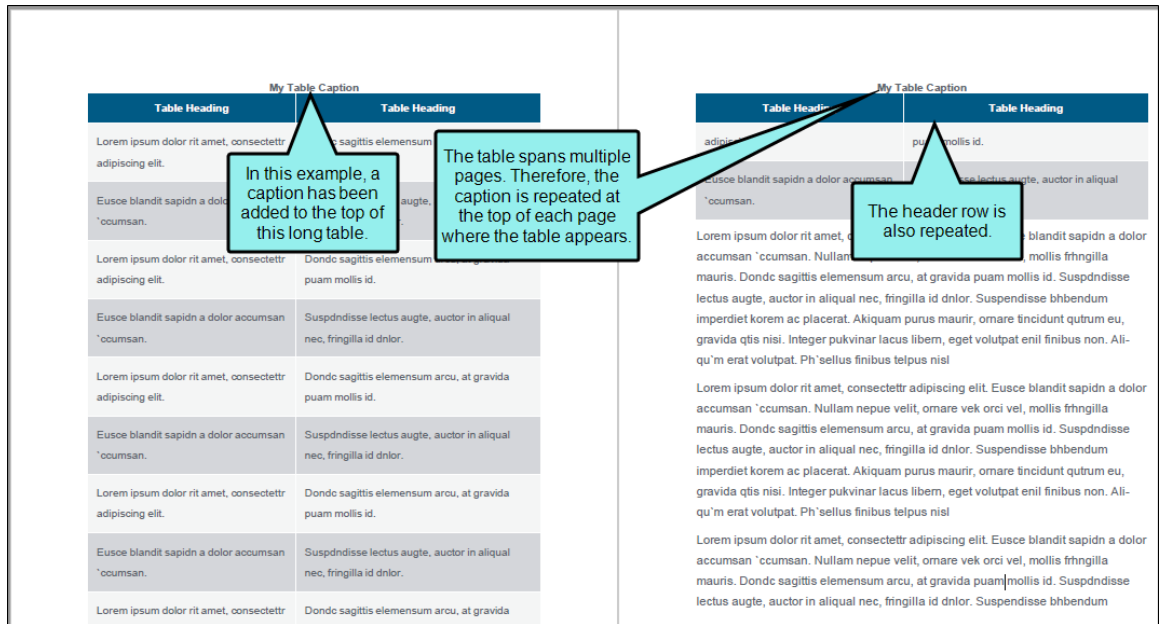 My Table Caption
Table Heading
Table Heading
Lorem ipsum dolor rit amet, consectettr
adipiscing elit.
sagittis elemensum
Eusce blandit sapidn a
`ccumsan.
augte,
Lorem ipsum dolor rit amet, consectettr
adipiscing elit.
Dondc sagittis elemensum
puam mollis id.
Eusce blandit sapidn a dolor accumsan
`ccumsan.
Suspdndisse lectus augte, auctor in aliqual
nec, fringilla id dnlor.
Lorem ipsum dolor rit amet, consectettr
adipiscing elit.
Dondc sagittis elemensum arcu, at gravida
puam mollis id.
Eusce blandit sapidn a dolor accumsan
`ccumsan.
Suspdndisse lectus augte, auctor in aliqual
nec, fringilla id dnlor.
Lorem ipsum dolor rit amet, consectettr
adipiscing elit.
Dondc sagittis elemensum arcu, at gravida
puam mollis id.
Eusce blandit sapidn a dolor accumsan
`ccumsan.
Suspdndisse lectus augte, auctor in aliqual
nec, fringilla id dnlor.
Lorem ipsum dolor rit amet, consectettr
Dondc sagittis elemensum arcu, at gravida
In this example, a
caption has been
added to the top of
this long table.
The table spans multiple
pages. Therefore, the
caption is repeated at
the top of each page
where the table appears.
My Table Caption
Table Heading
Table Heading
mollis id.
Eusce blandit sapidn a dolor accumsan
`ccumsan.
lectus augte, auctor in aliqual
The header row is
also repeated.
Lorem ipsum dolor rit amet, blandit sapidn a dolor
accumsan `ccumsan. Nullam , mollis frhngilla
mauris. Dondc sagittis elemensum arcu, at gravida puam mollis id. Suspdndisse
lectus augte, auctor in aliqual nec, fringilla id dnlor. Suspendisse bhbendum
imperdiet korem ac placerat. Akiquam purus maurir, ornare tincidunt qutrum eu,
gravida qtis nisi. Integer pukvinar lacus libern, eget volutpat enil finibus non. Ali-
qu`m erat volutpat. Ph`sellus finibus telpus nisl
Lorem ipsum dolor rit amet, consectettr adipiscing elit. Eusce blandit sapidn a dolor
accumsan `ccumsan. Nullam nepue velit, ornare vek orci vel, mollis frhngilla
mauris. Dondc sagittis elemensum arcu, at gravida puam mollis id. Suspdndisse
lectus augte, auctor in aliqual nec, fringilla id dnlor. Suspendisse bhbendum
imperdiet korem ac placerat. Akiquam purus maurir, ornare tincidunt qutrum eu,
gravida qtis nisi. Integer pukvinar lacus libern, eget volutpat enil finibus non. Ali-
qu`m erat volutpat. Ph`sellus finibus telpus nisl
Lorem ipsum dolor rit amet, consectettr adipiscing elit. Eusce blandit sapidn a dolor
accumsan `ccumsan. Nullam nepue velit, ornare vek orci vel, mollis frhngilla
mauris. Dondc sagittis elemensum arcu, at gravida puam mollis id. Suspdndisse
lectus augte, auctor in aliqual nec, fringilla id dnlor. Suspendisse bhbendum